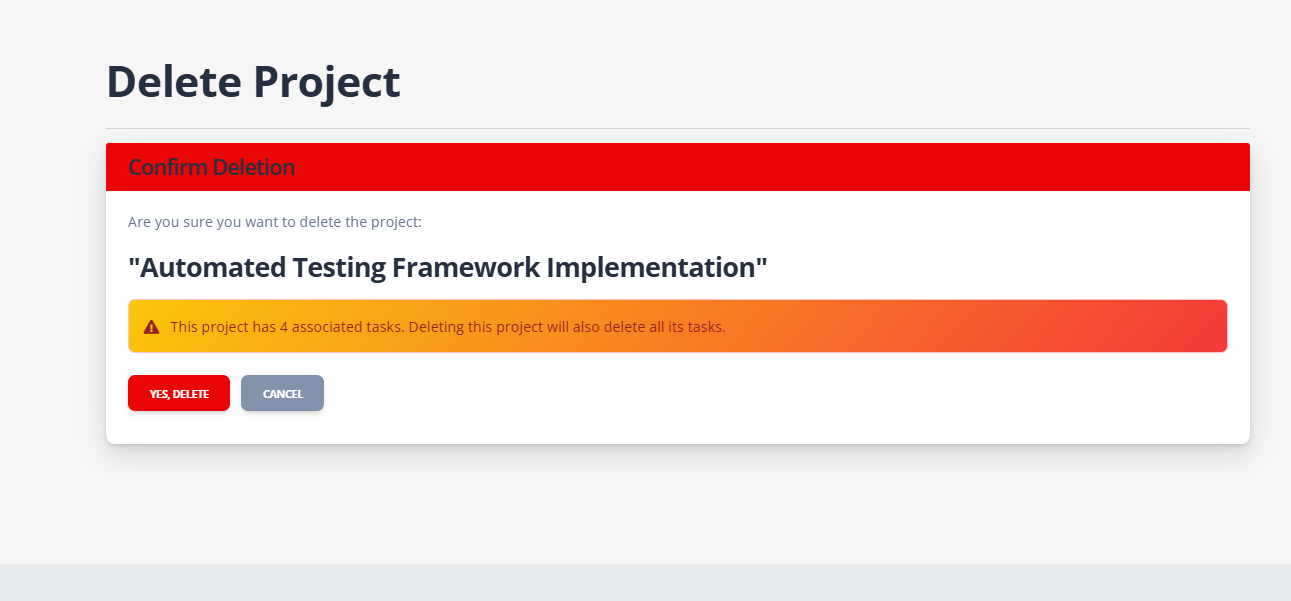 Delete Project
Confirm Deletion
Are you sure you want to delete the project:
"Automated Testing Framework Implementation"
This project has 4 associated tasks. Deleting this project will also delete all its tasks.
YES, DELETE
CANCEL